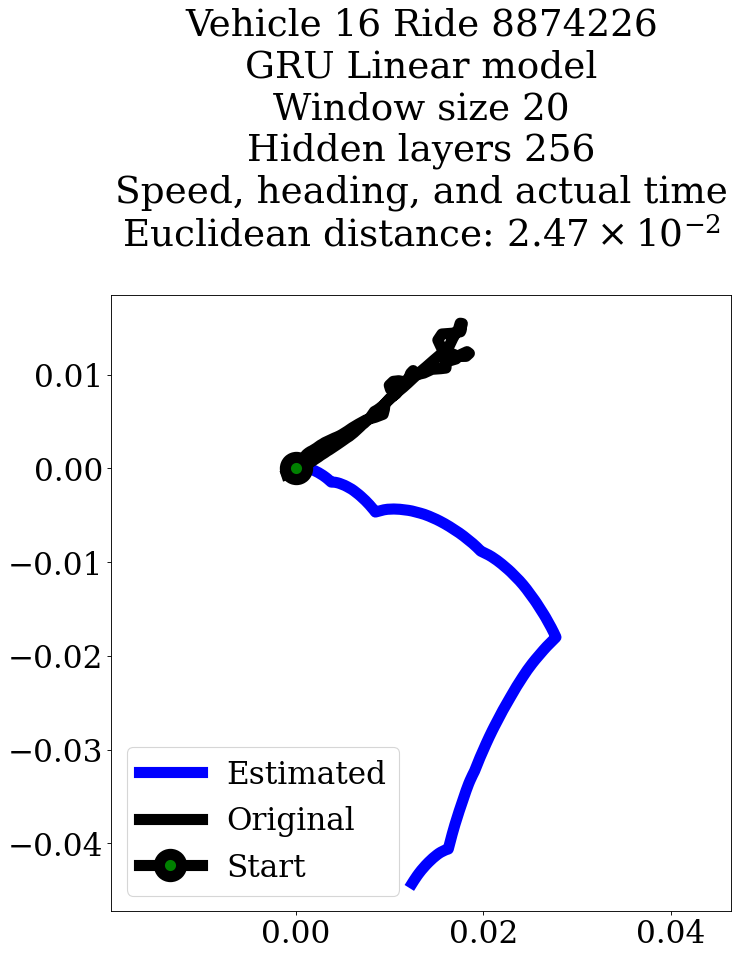 Vehicle 16 Ride 8874226
GRU Linear model
Window size 20
Hidden layers 256
Speed, heading, and actual time
Euclidean distance: 2.47 × 10⁻²
0.01
0.00
−0.01
−0.02
−0.03
−0.04
Estimated
Original
Start
0.00 0.02 0.04